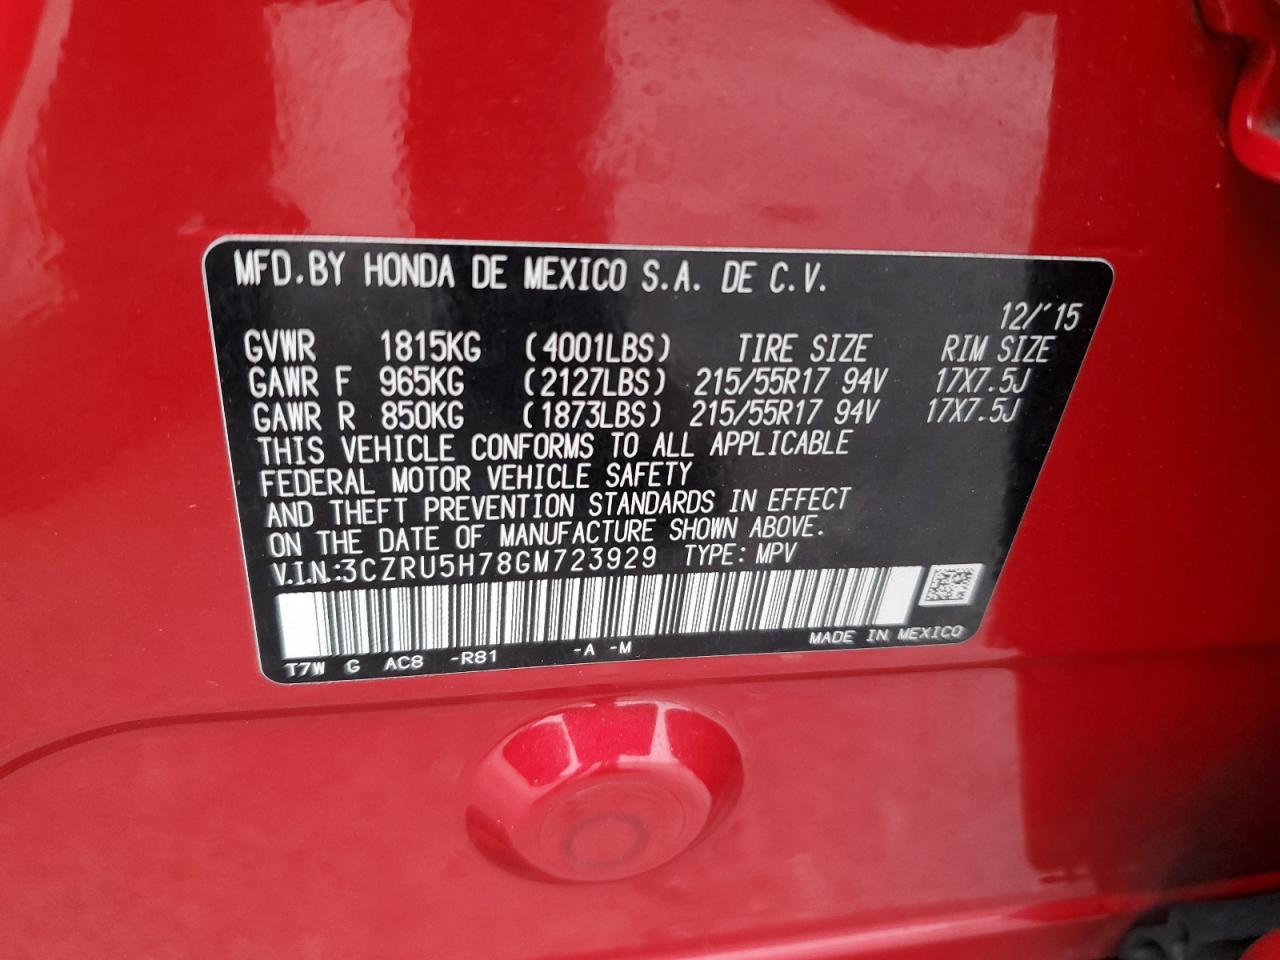 MFD. BY HONDA DE MEXICO S.A. DE C.V.
12/'15
GVWR 1815KG (4001LBS) TIRE SIZE RIM SIZE
GAWR F 965KG (2127LBS) 215/55R17 94V 17X7.5J
GAWR R 850KG (1873LBS) 215/55R17 94V 17X7.5J
THIS VEHICLE CONFORMS TO ALL APPLICABLE
FEDERAL MOTOR VEHICLE SAFETY
AND THEFT PREVENTION STANDARDS IN EFFECT
ON THE DATE OF MANUFACTURE SHOWN ABOVE.
V.I.N.:3CZRU5H78GM723929 TYPE: MPV
MADE IN MEXICO
T7W G AC8 -R81 -A -M